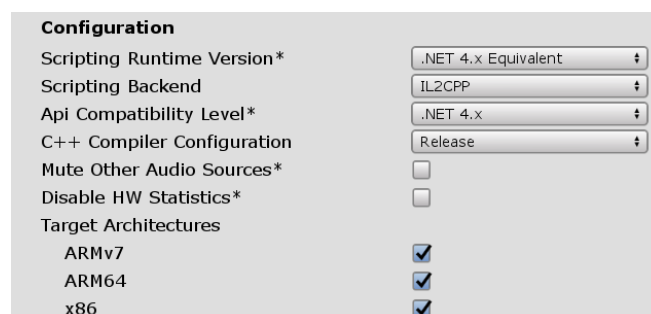 Configuration
Scripting Runtime Version* .NET 4.x Equivalent
Scripting Backend IL2CPP
Api Compatibility Level* .NET 4.x
C++ Compiler Configuration Release
Mute Other Audio Sources*
Disable HW Statistics*
Target Architectures
ARMv7
ARM64
x86